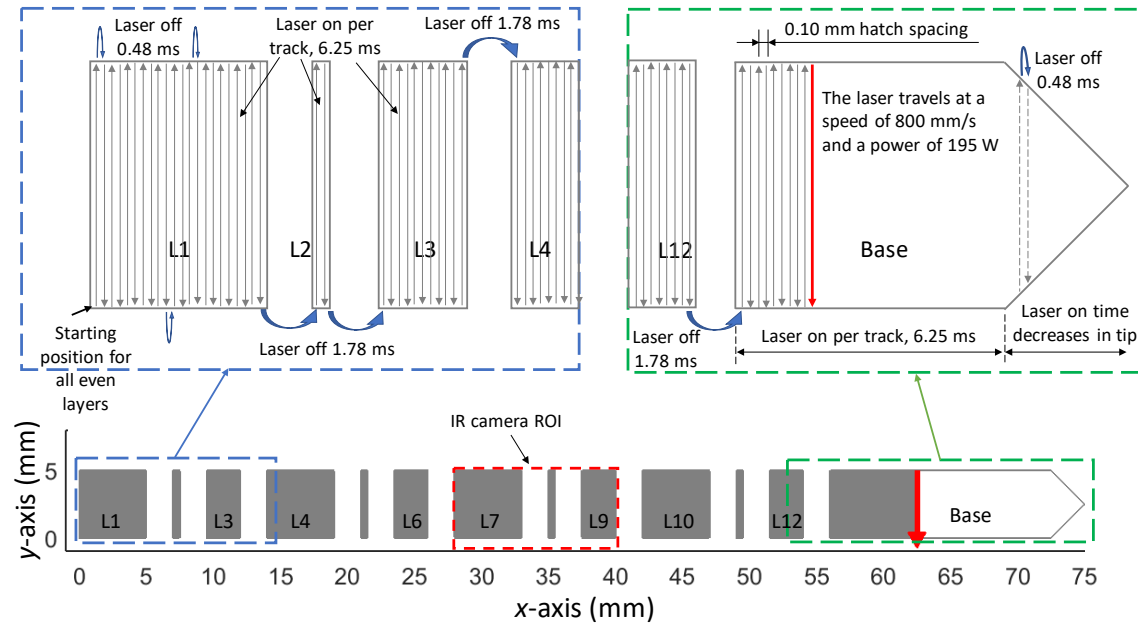 Laser off
0.48 ms
Laser on per
track, 6.25 ms
Laser off 1.78 ms
L1
L2
L3
L4
Starting
position for
all even
layers
Laser off 1.78 ms
0.10 mm hatch spacing
Laser off
0.48 ms
The laser travels at a
speed of 800 mm/s
and a power of 195 W
L12
Base
Laser off
1.78 ms
Laser on per track, 6.25 ms
Laser on time
decreases in tip
IR camera ROI
y-axis (mm)
5
0
L1
L3
L4
L6
L7
L9
L10
L12
Base
0 5 10 15 20 25 30 35 40 45 50 55 60 65 70 75
x-axis (mm)